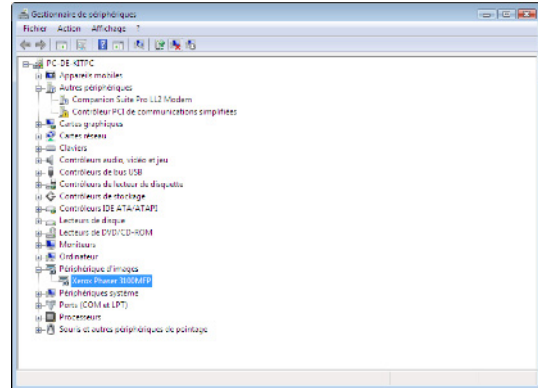 Gestionnaire de périphériques
Fichier Action Affichage ?
PC-DE-KITPC
Appareils mobiles
Autres périphériques
Companion Suite Pro LL2 Modem
Contrôleur PCI de communications simplifiées
Cartes graphiques
Cartes réseau
Claviers
Contrôleurs audio, vidéo et jeu
Contrôleurs de bus USB
Contrôleurs de lecteur de disquette
Contrôleurs de stockage
Contrôleurs IDE ATA/ATAPI
Lecteurs de disque
Lecteurs de DVD/CD-ROM
Moniteurs
Ordinateur
Périphérique d'images
Xerox Phaser 3100MFP
Périphériques système
Ports (COM et LPT)
Processeurs
Souris et autres périphériques de pointage